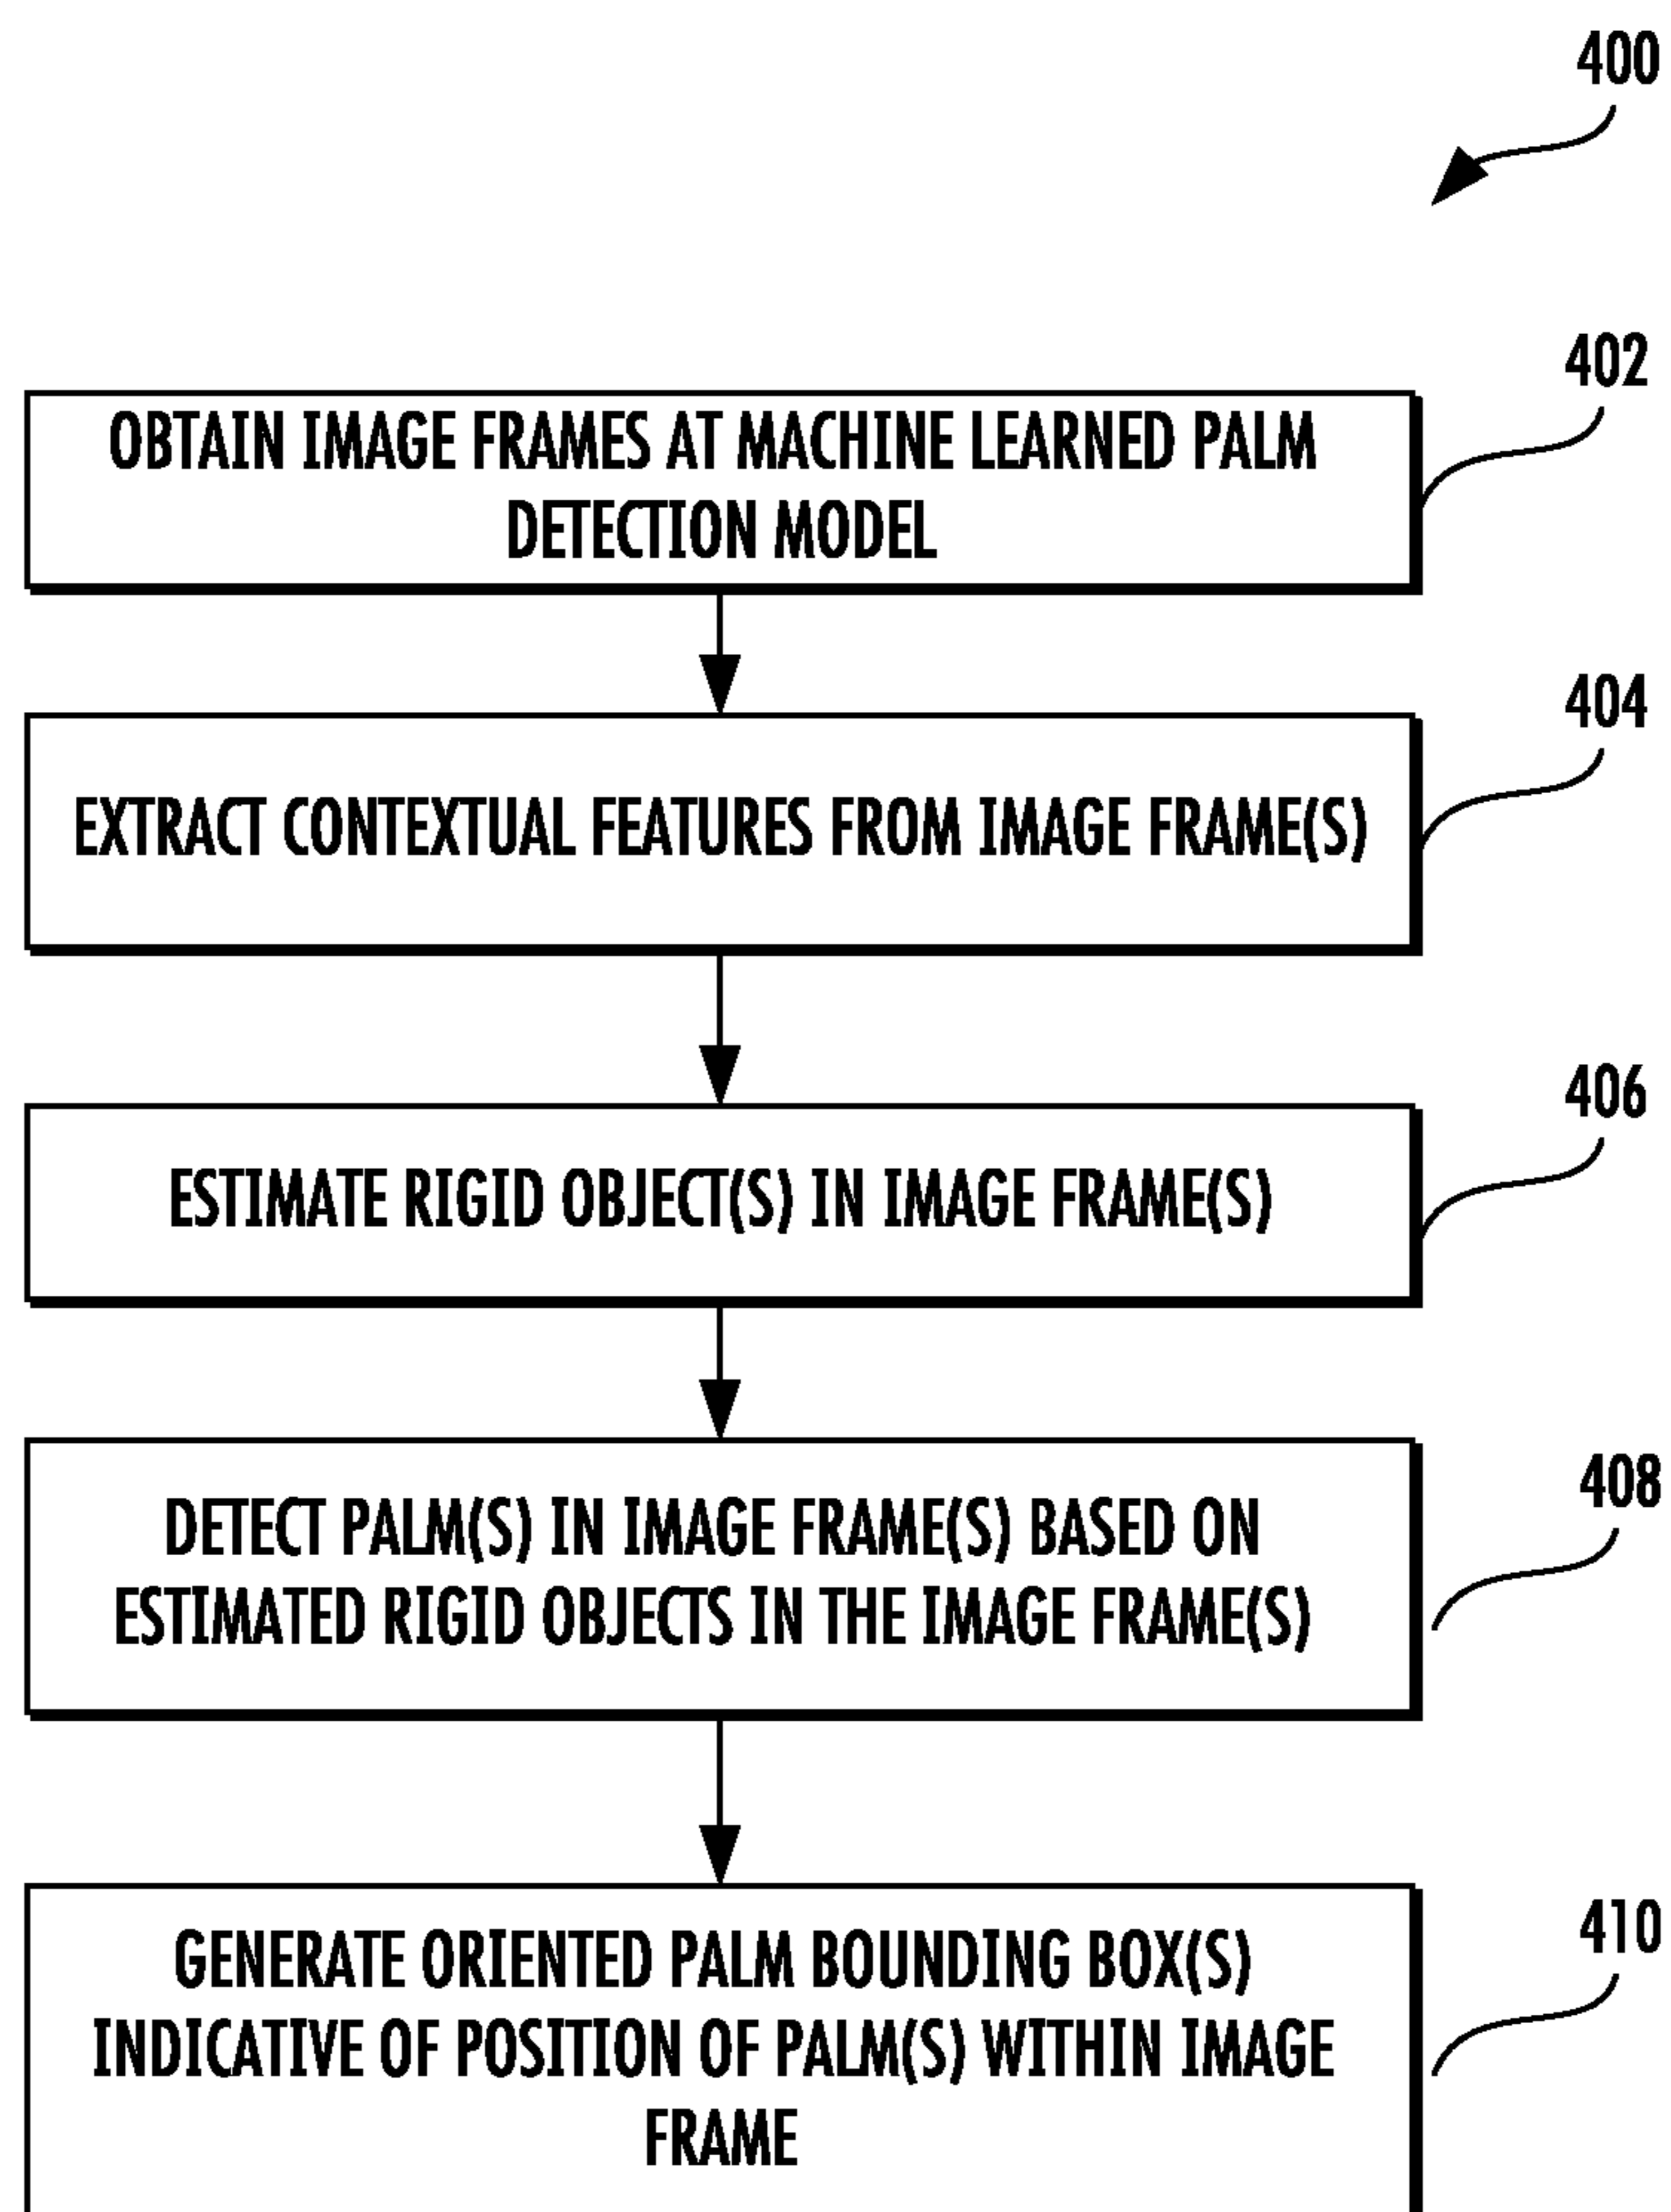 400
402
OBTAIN IMAGE FRAMES AT MACHINE LEARNED PALM
DETECTION MODEL
404
EXTRACT CONTEXTUAL FEATURES FROM IMAGE FRAME(S)
406
ESTIMATE RIGID OBJECT(S) IN IMAGE FRAME(S)
408
DETECT PALM(S) IN IMAGE FRAME(S) BASED ON
ESTIMATED RIGID OBJECTS IN THE IMAGE FRAME(S)
410
GENERATE ORIENTED PALM BOUNDING BOX(S)
INDICATIVE OF POSITION OF PALM(S) WITHIN IMAGE
FRAME